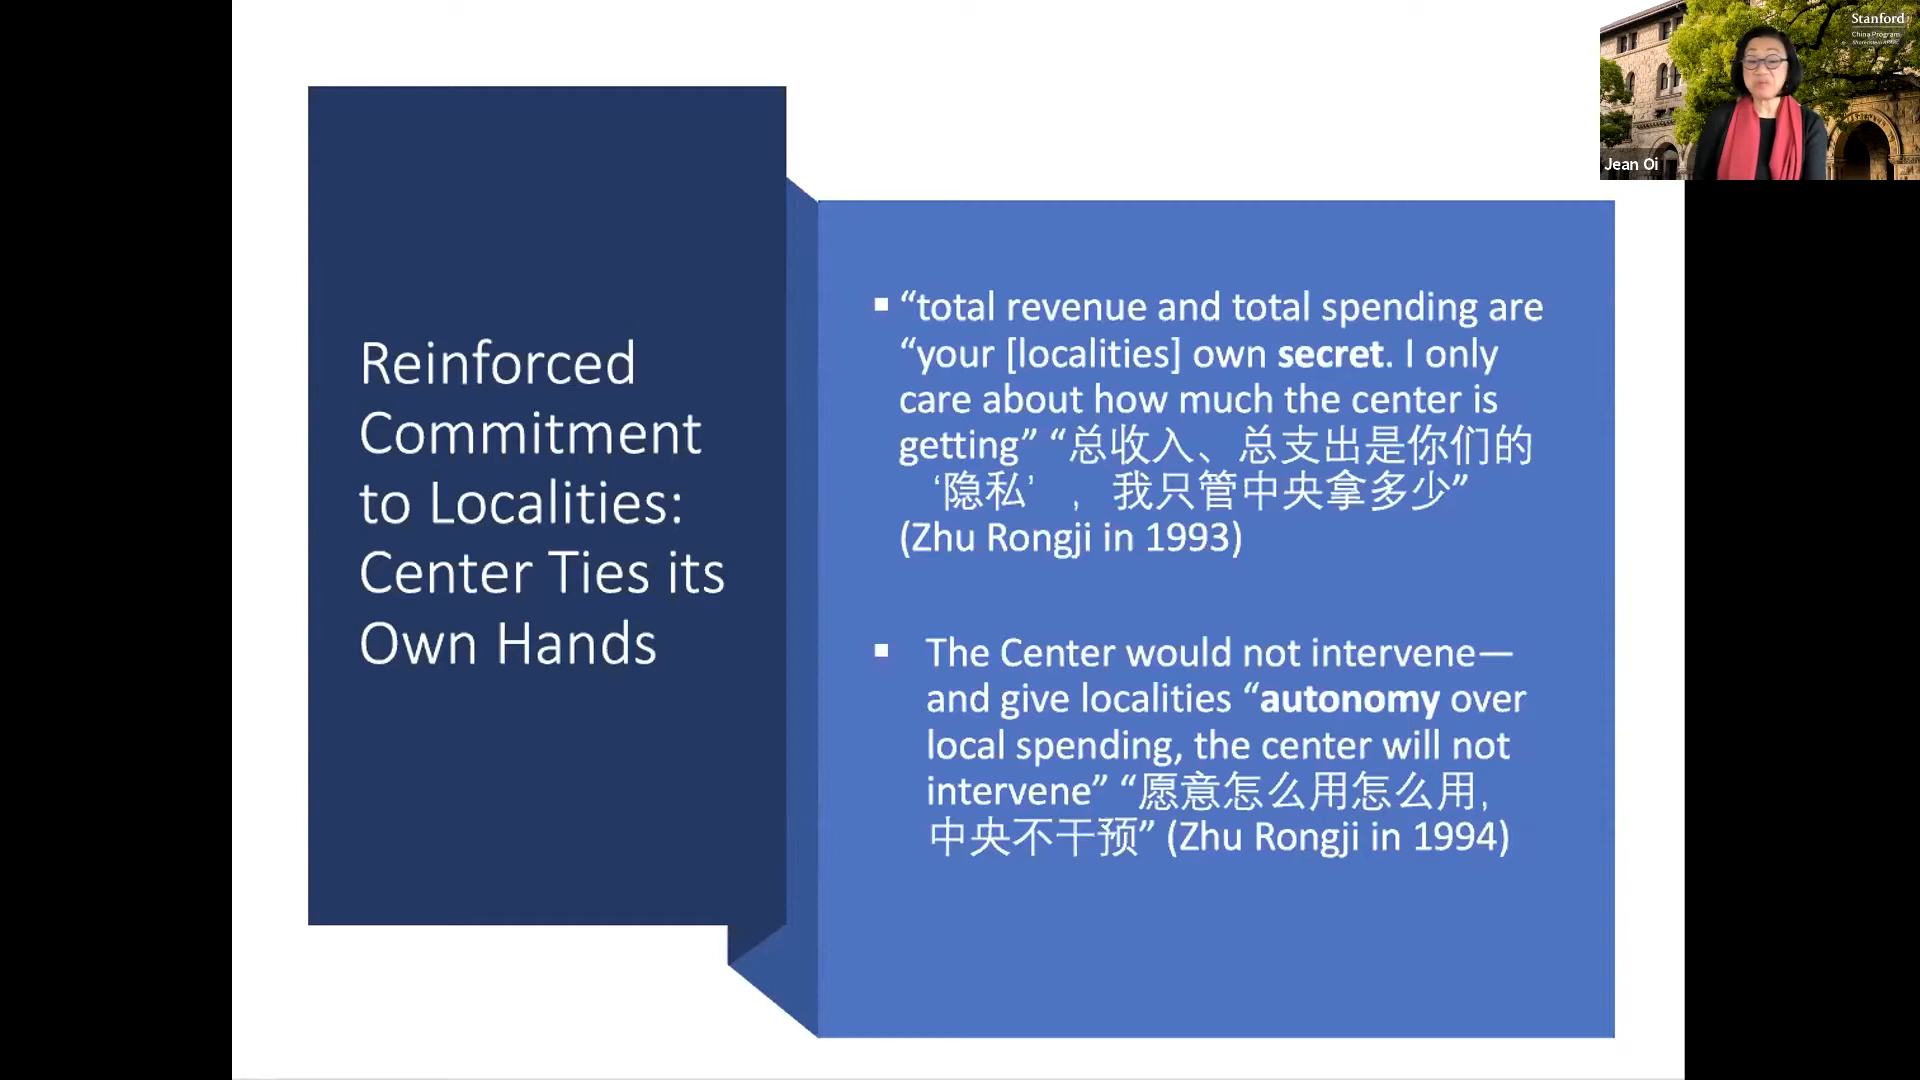 Reinforced
Commitment
to Localities:
Center Ties its
Own Hands
▪ “total revenue and total spending are
“your [localities] own secret. I only
care about how much the center is
getting” “总收入、总支出是你们的
‘隐私’ ，我只管中央拿多少”
(Zhu Rongji in 1993)
▪ The Center would not intervene—
and give localities “autonomy over
local spending, the center will not
intervene” “愿意怎么用怎么用,
中央不干预” (Zhu Rongji in 1994)
Stanford
China Program
Shorenstein APARC
Jean Oi